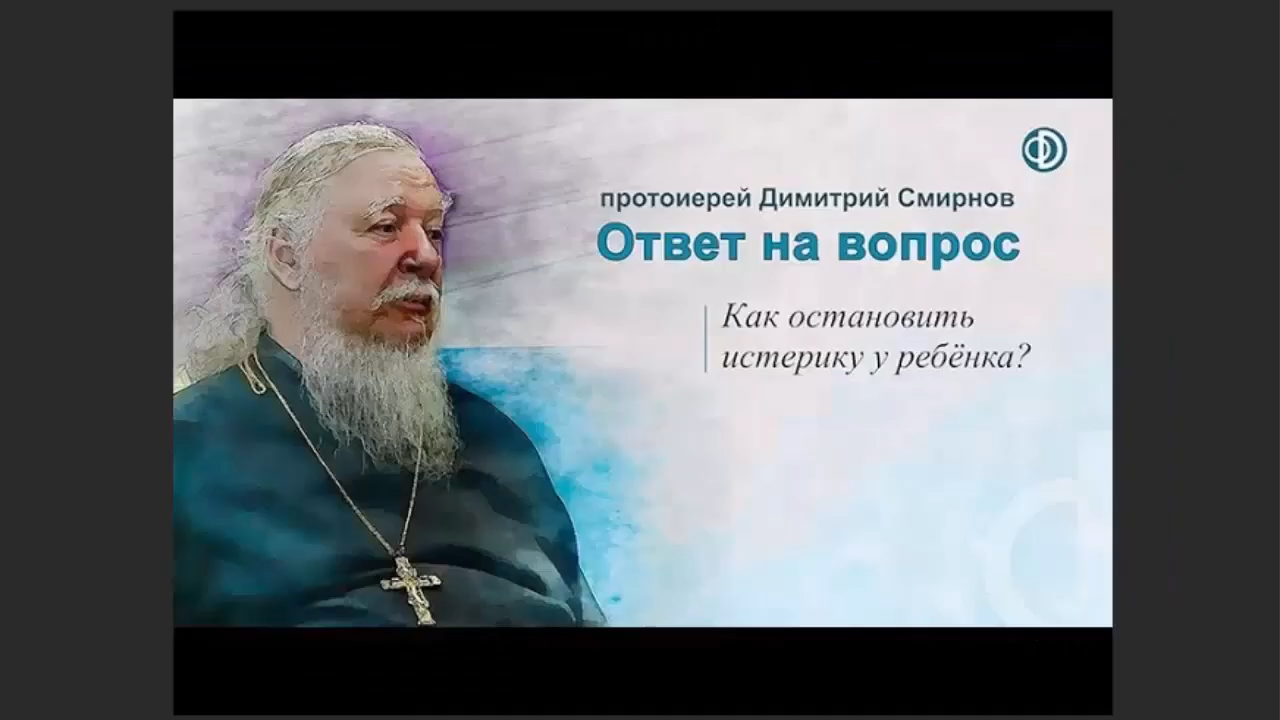 протоиерей Димитрий Смирнов
Ответ на вопрос
Как остановить
истерику у ребёнка?